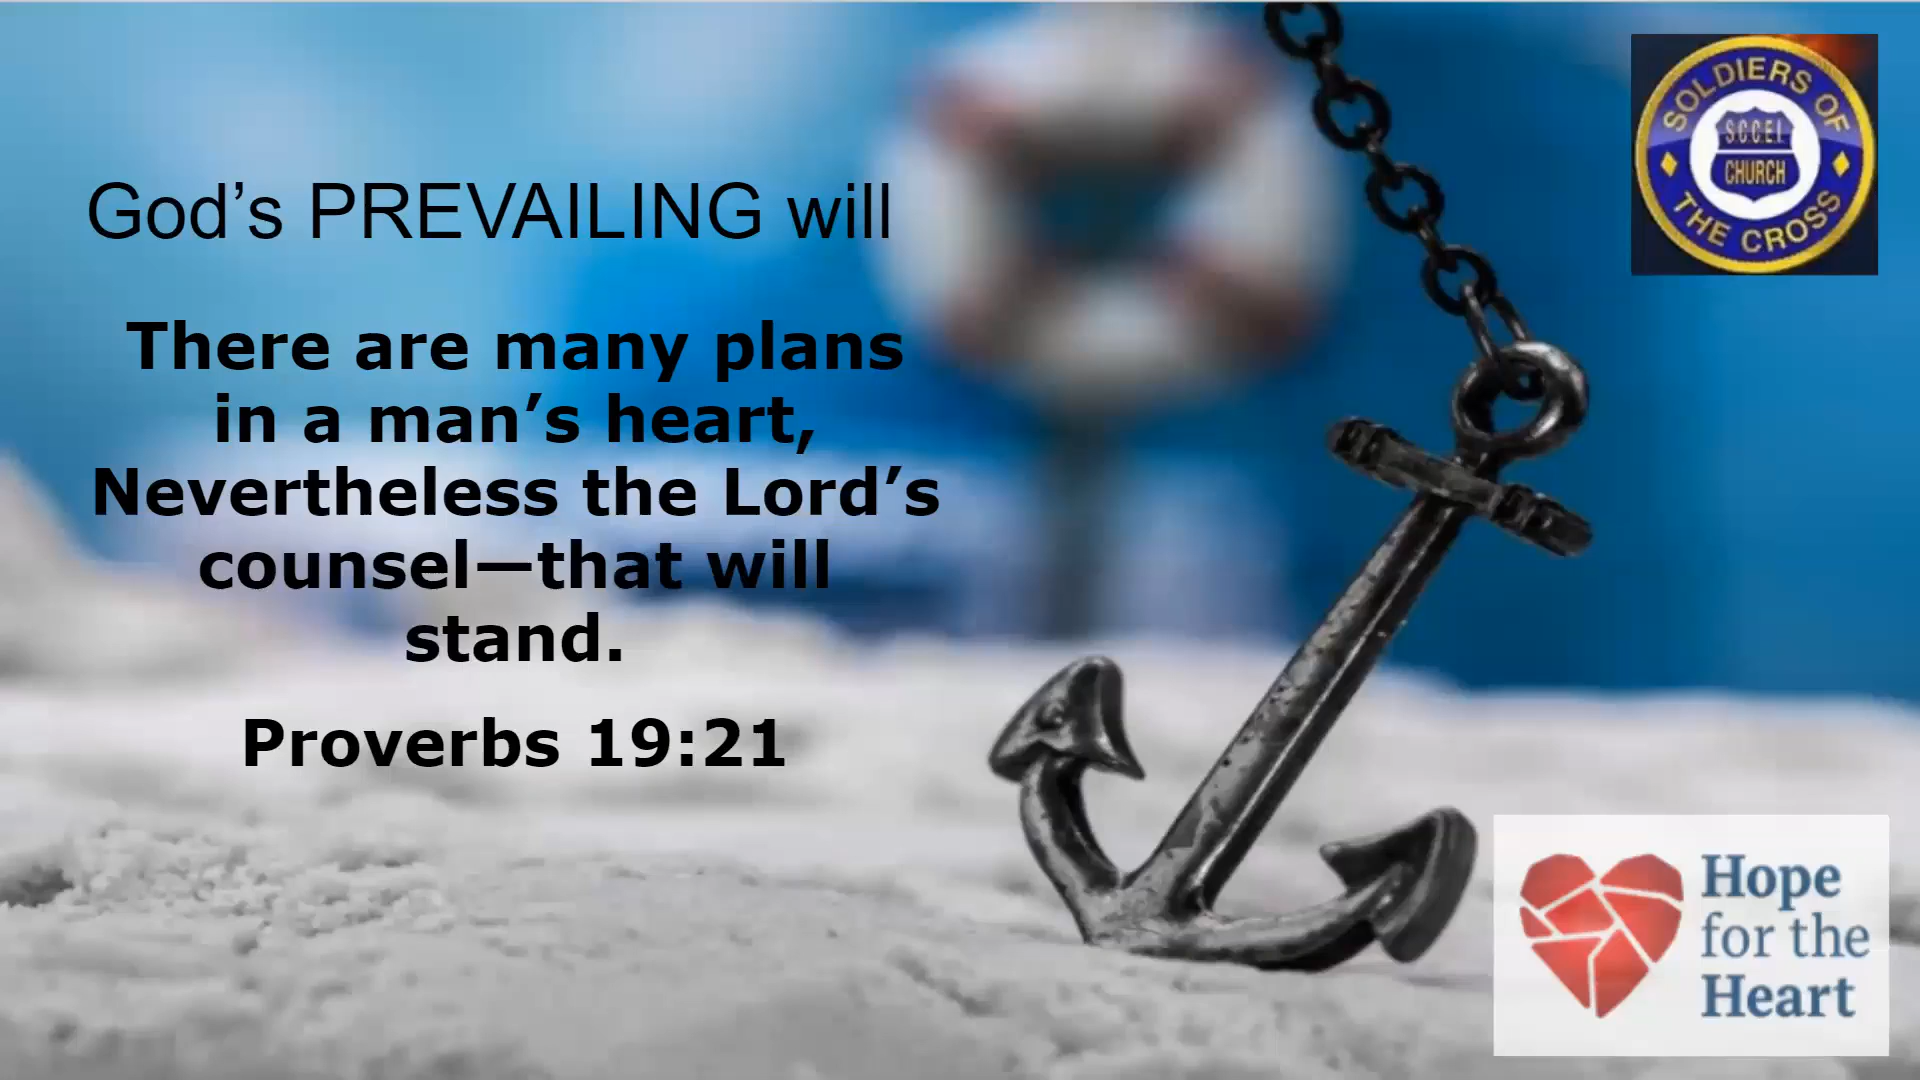 God’s PREVAILING will
There are many plans
in a man’s heart,
Nevertheless the Lord’s
counsel—that will
stand.
Proverbs 19:21
SOLDIERS OF
S.C.C.E.I.
CHURCH
THE CROSS
Hope
for the
Heart